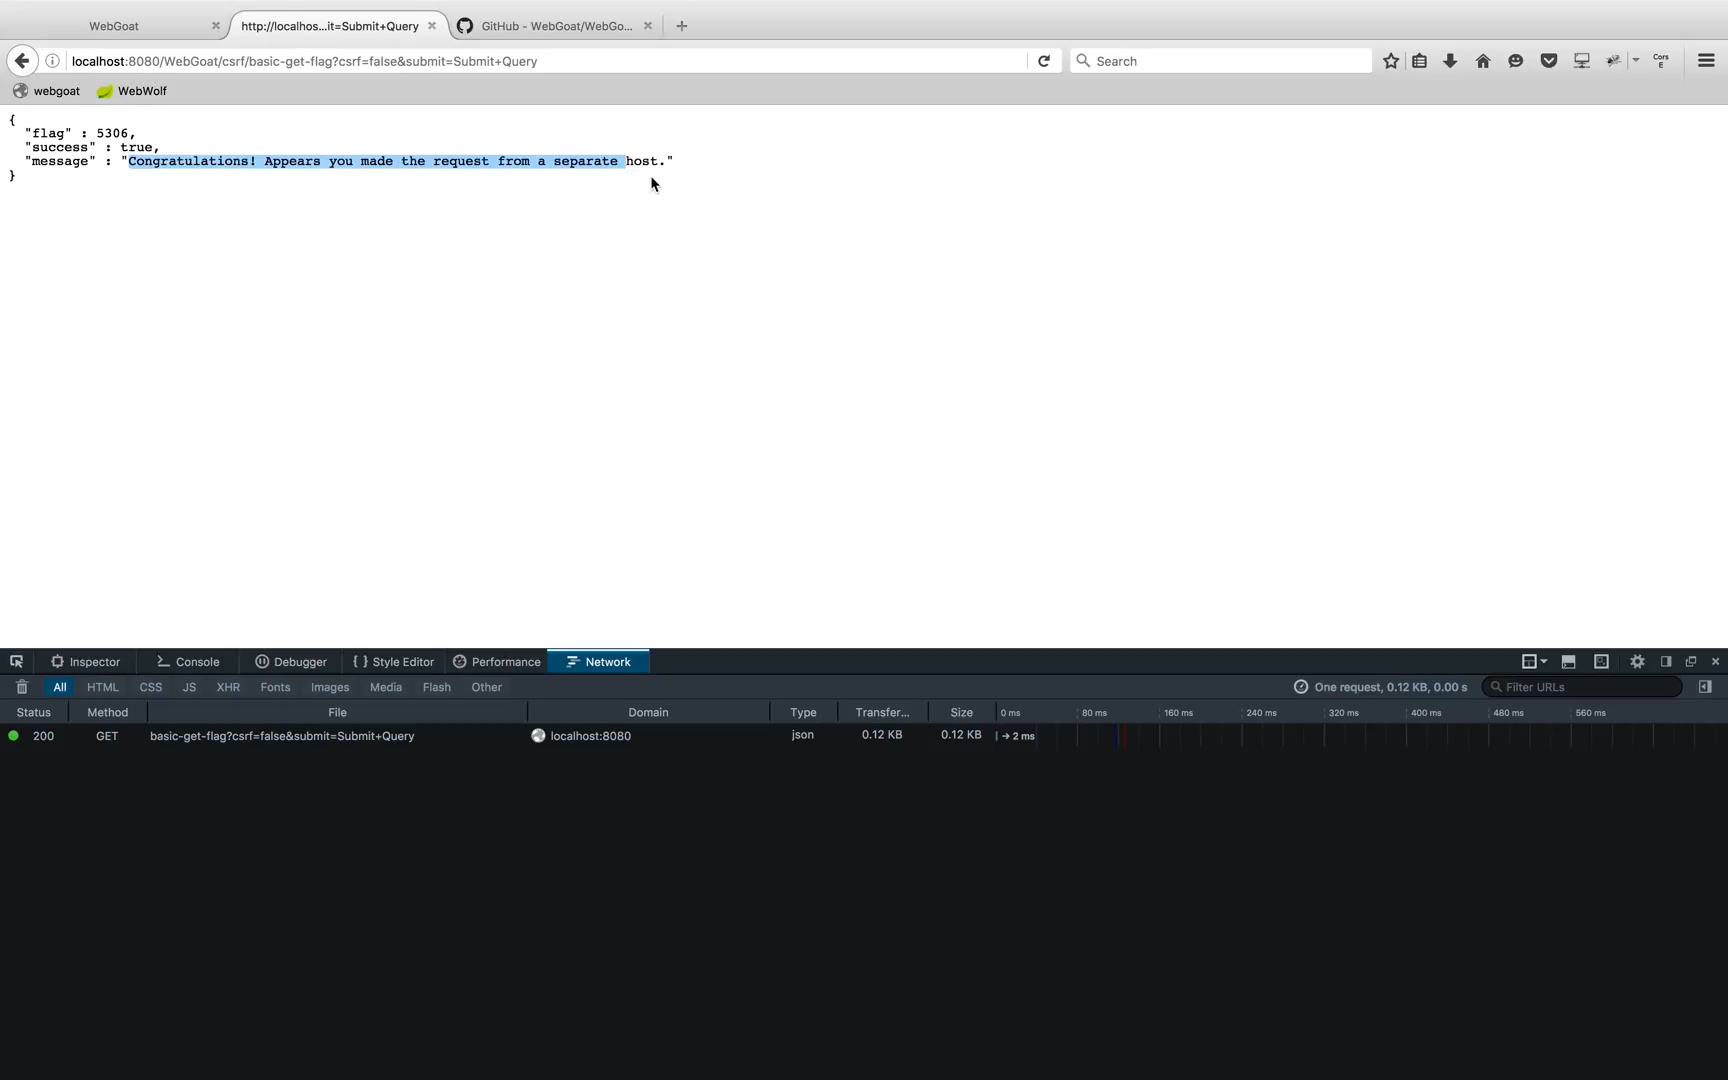 WebGoat
http://localhos...it=Submit+Query
GitHub - WebGoat/WebGo...
localhost:8080/WebGoat/csrf/basic-get-flag?csrf=false&submit=Submit+Query
Search
Cors
E
webgoat
WebWolf
{
"flag" : 5306,
"success" : true,
"message" : "Congratulations! Appears you made the request from a separate host."
}
Inspector
Console
Debugger
{ } Style Editor
Performance
Network
All
HTML
CSS
JS
XHR
Fonts
Images
Media
Flash
Other
One request, 0.12 KB, 0.00 s
Filter URLs
Status
Method
File
Domain
Type
Transfer...
Size
0 ms
80 ms
160 ms
240 ms
320 ms
400 ms
480 ms
560 ms
200
GET
basic-get-flag?csrf=false&submit=Submit+Query
localhost:8080
json
0.12 KB
0.12 KB
→ 2 ms